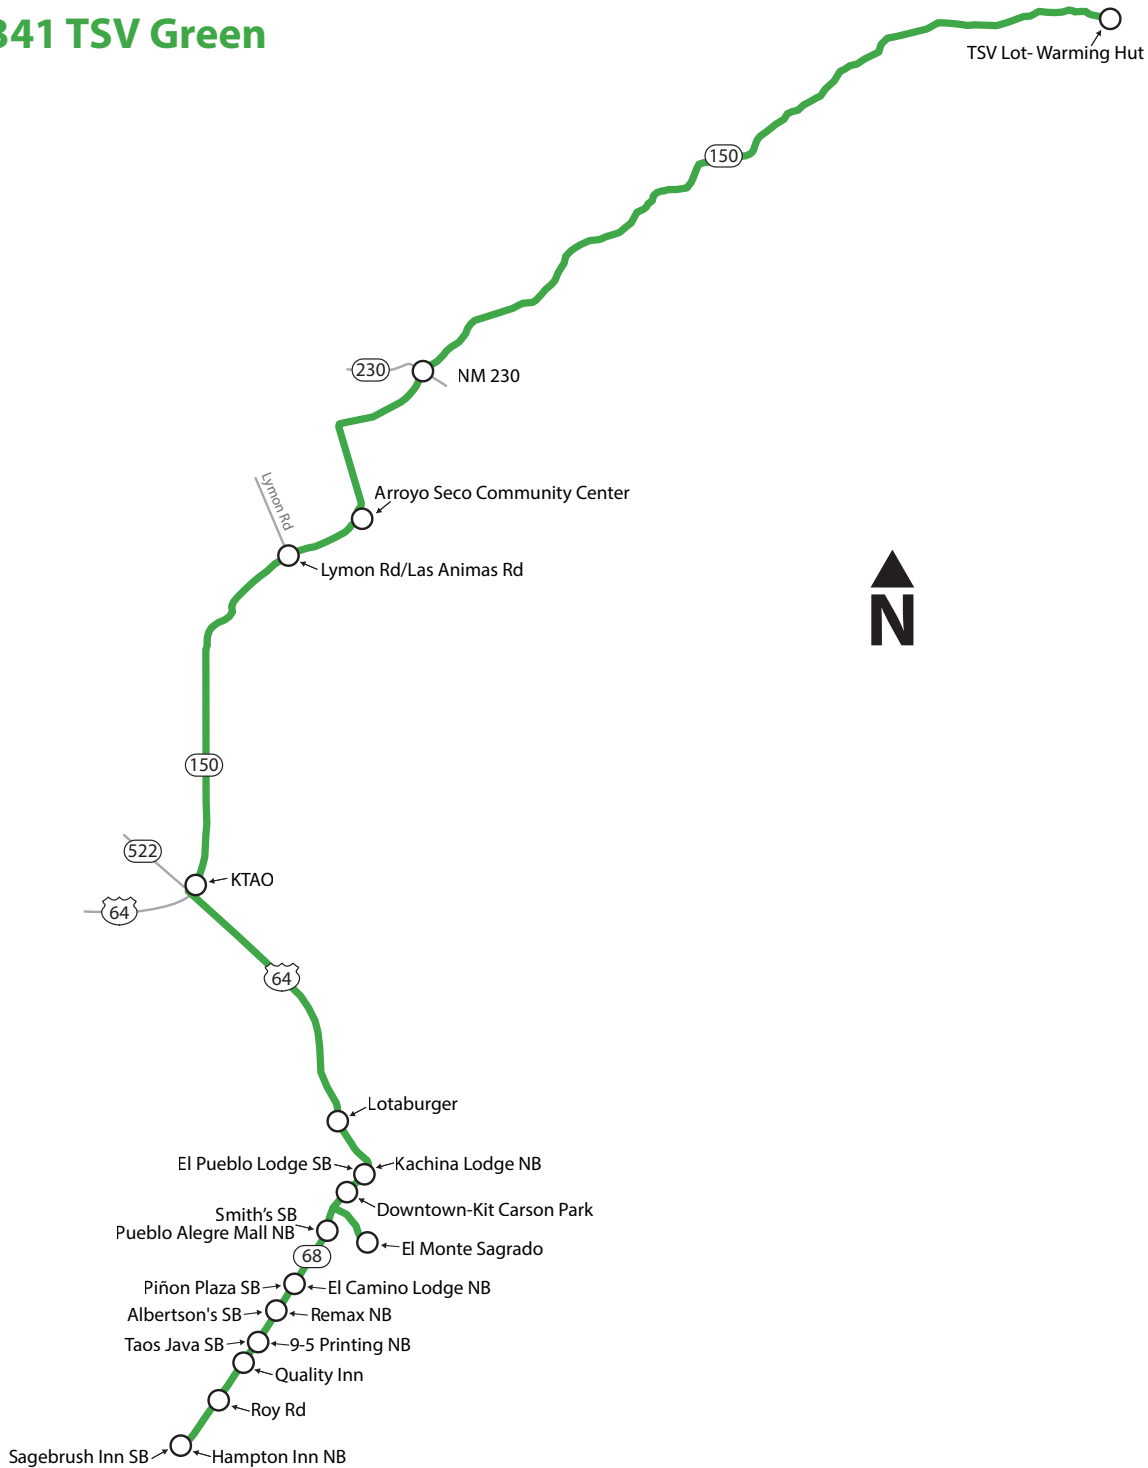 341 TSV Green
TSV Lot- Warming Hut
150
230
NM 230
Lymon Rd
Arroyo Seco Community Center
Lymon Rd/Las Animas Rd
N
150
522
KTAO
64
64
Lotaburger
El Pueblo Lodge SB
Kachina Lodge NB
Downtown-Kit Carson Park
Smith's SB
Pueblo Alegre Mall NB
El Monte Sagrado
68
Piñon Plaza SB
El Camino Lodge NB
Albertson's SB
Remax NB
Taos Java SB
9-5 Printing NB
Quality Inn
Roy Rd
Sagebrush Inn SB
Hampton Inn NB